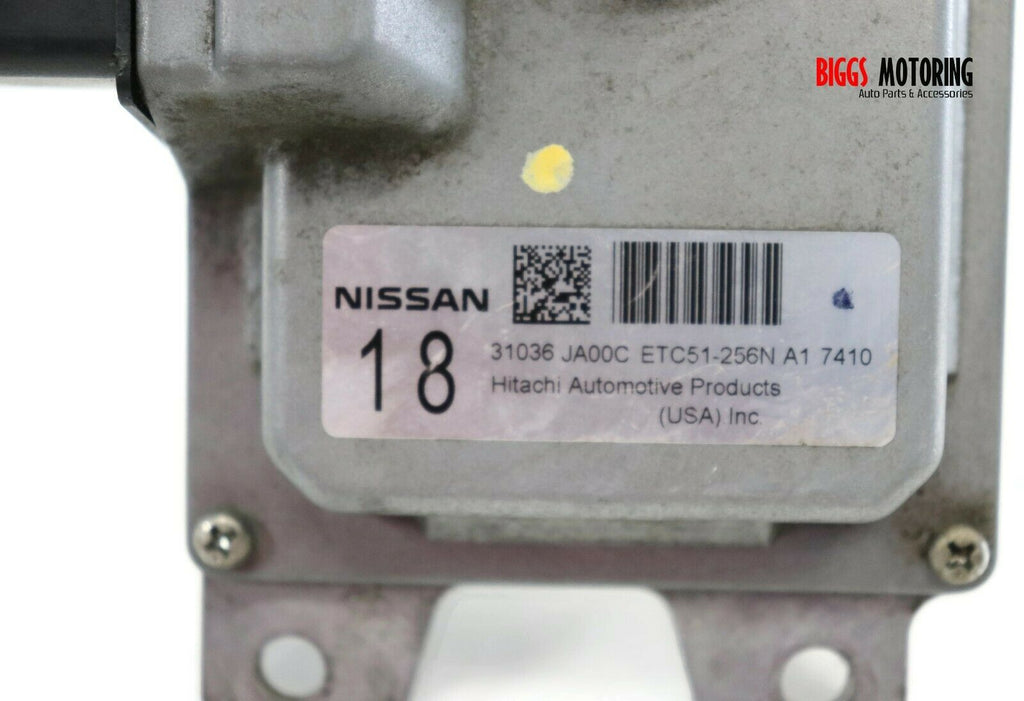 BIGGS MOTORING
Auto Parts & Accessories
NISSAN
18
31036 JA00C ETC51-256N A1 7410
Hitachi Automotive Products
(USA).Inc.